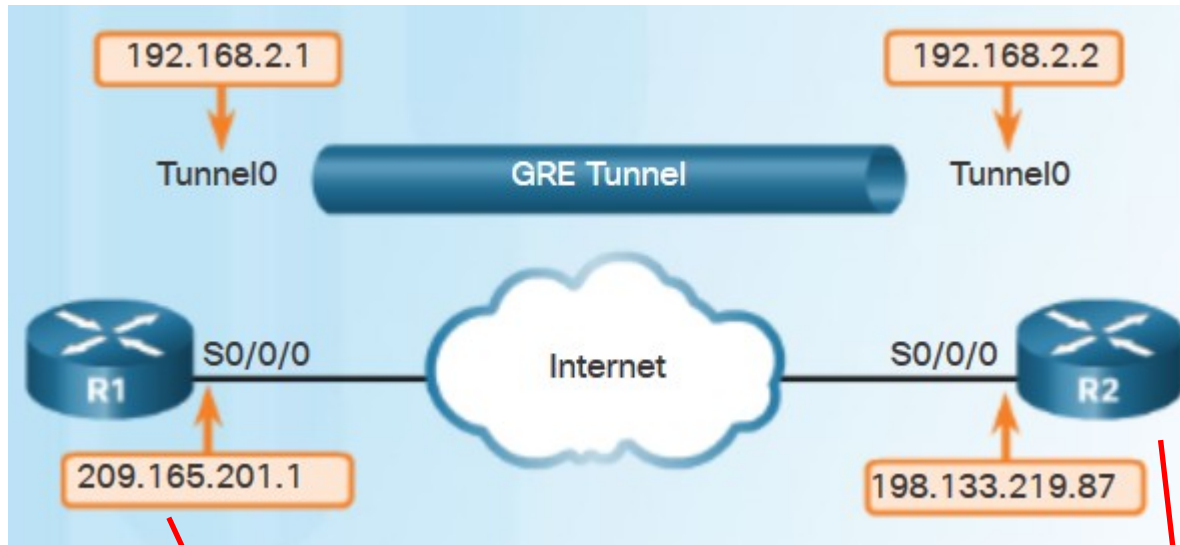 192.168.2.1
192.168.2.2
Tunnel0
GRE Tunnel
Tunnel0
S0/0/0
Internet
S0/0/0
R1
R2
209.165.201.1
198.133.219.87